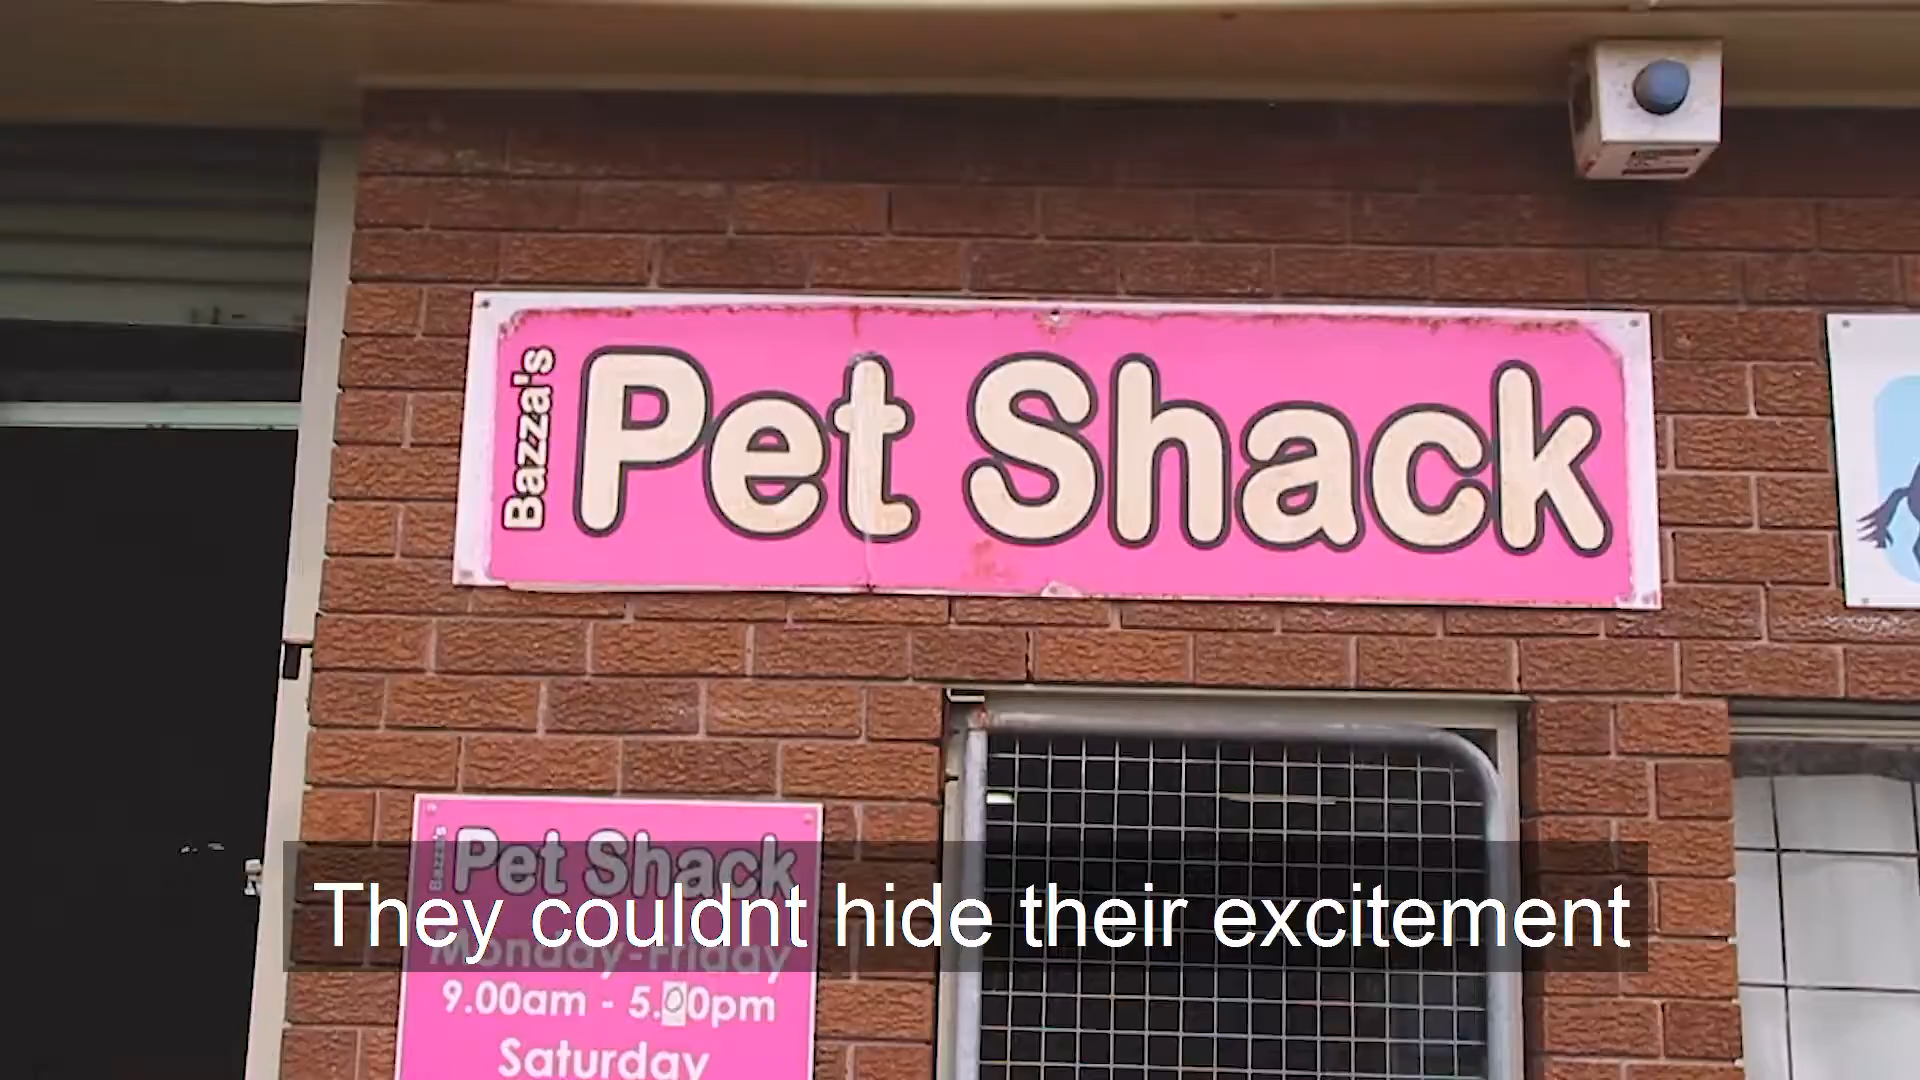 Bazza's
Pet Shack
Bazza's
Pet Shack
Monday-Friday
9.00am - 5.00pm
Saturday
They couldnt hide their excitement